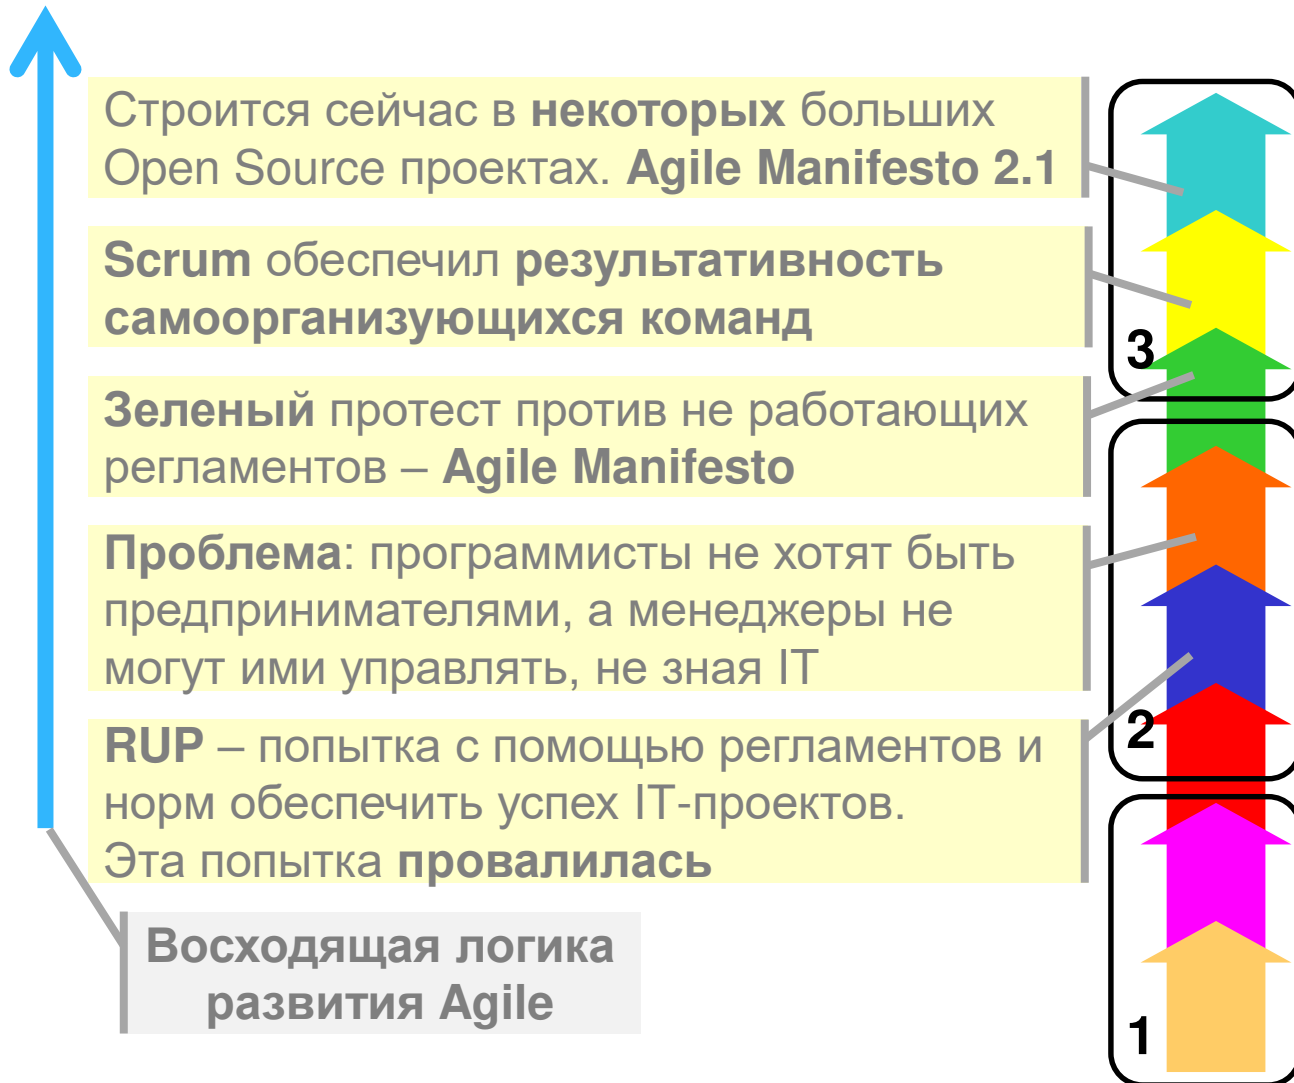 Строится сейчас в некоторых больших
Open Source проектах. Agile Manifesto 2.1
Scrum обеспечил результативность
самоорганизующихся команд
3
Зеленый протест против не работающих
регламентов – Agile Manifesto
Проблема: программисты не хотят быть
предпринимателями, а менеджеры не
могут ими управлять, не зная IT
2
RUP – попытка с помощью регламентов и
норм обеспечить успех IT-проектов.
Эта попытка провалилась
Восходящая логика
развития Agile
1